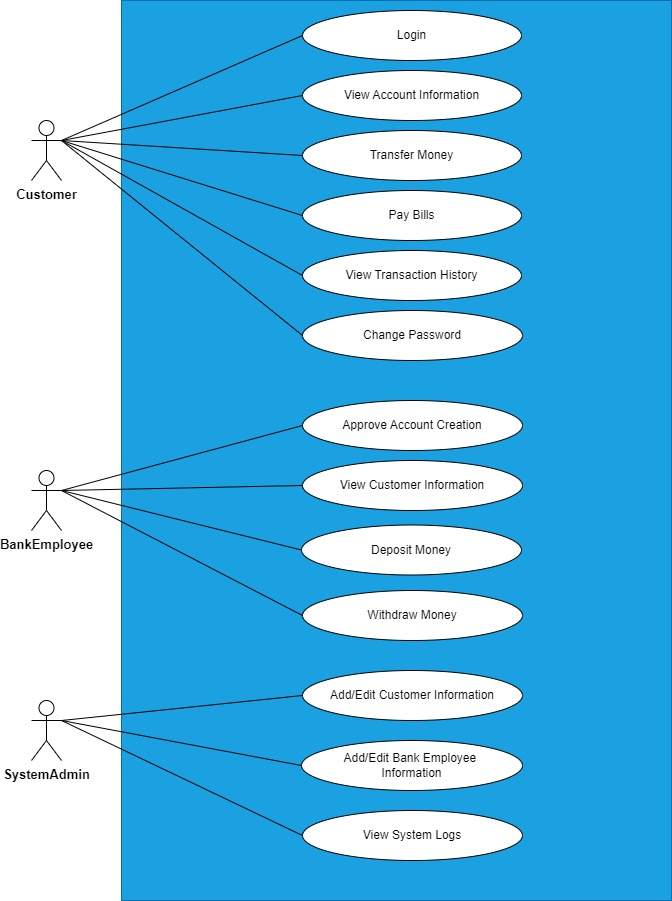 Login
View Account Information
Transfer Money
Customer
Pay Bills
View Transaction History
Change Password
Approve Account Creation
View Customer Information
BankEmployee
Deposit Money
Withdraw Money
Add/Edit Customer Information
SystemAdmin
Add/Edit Bank Employee
Information
View System Logs